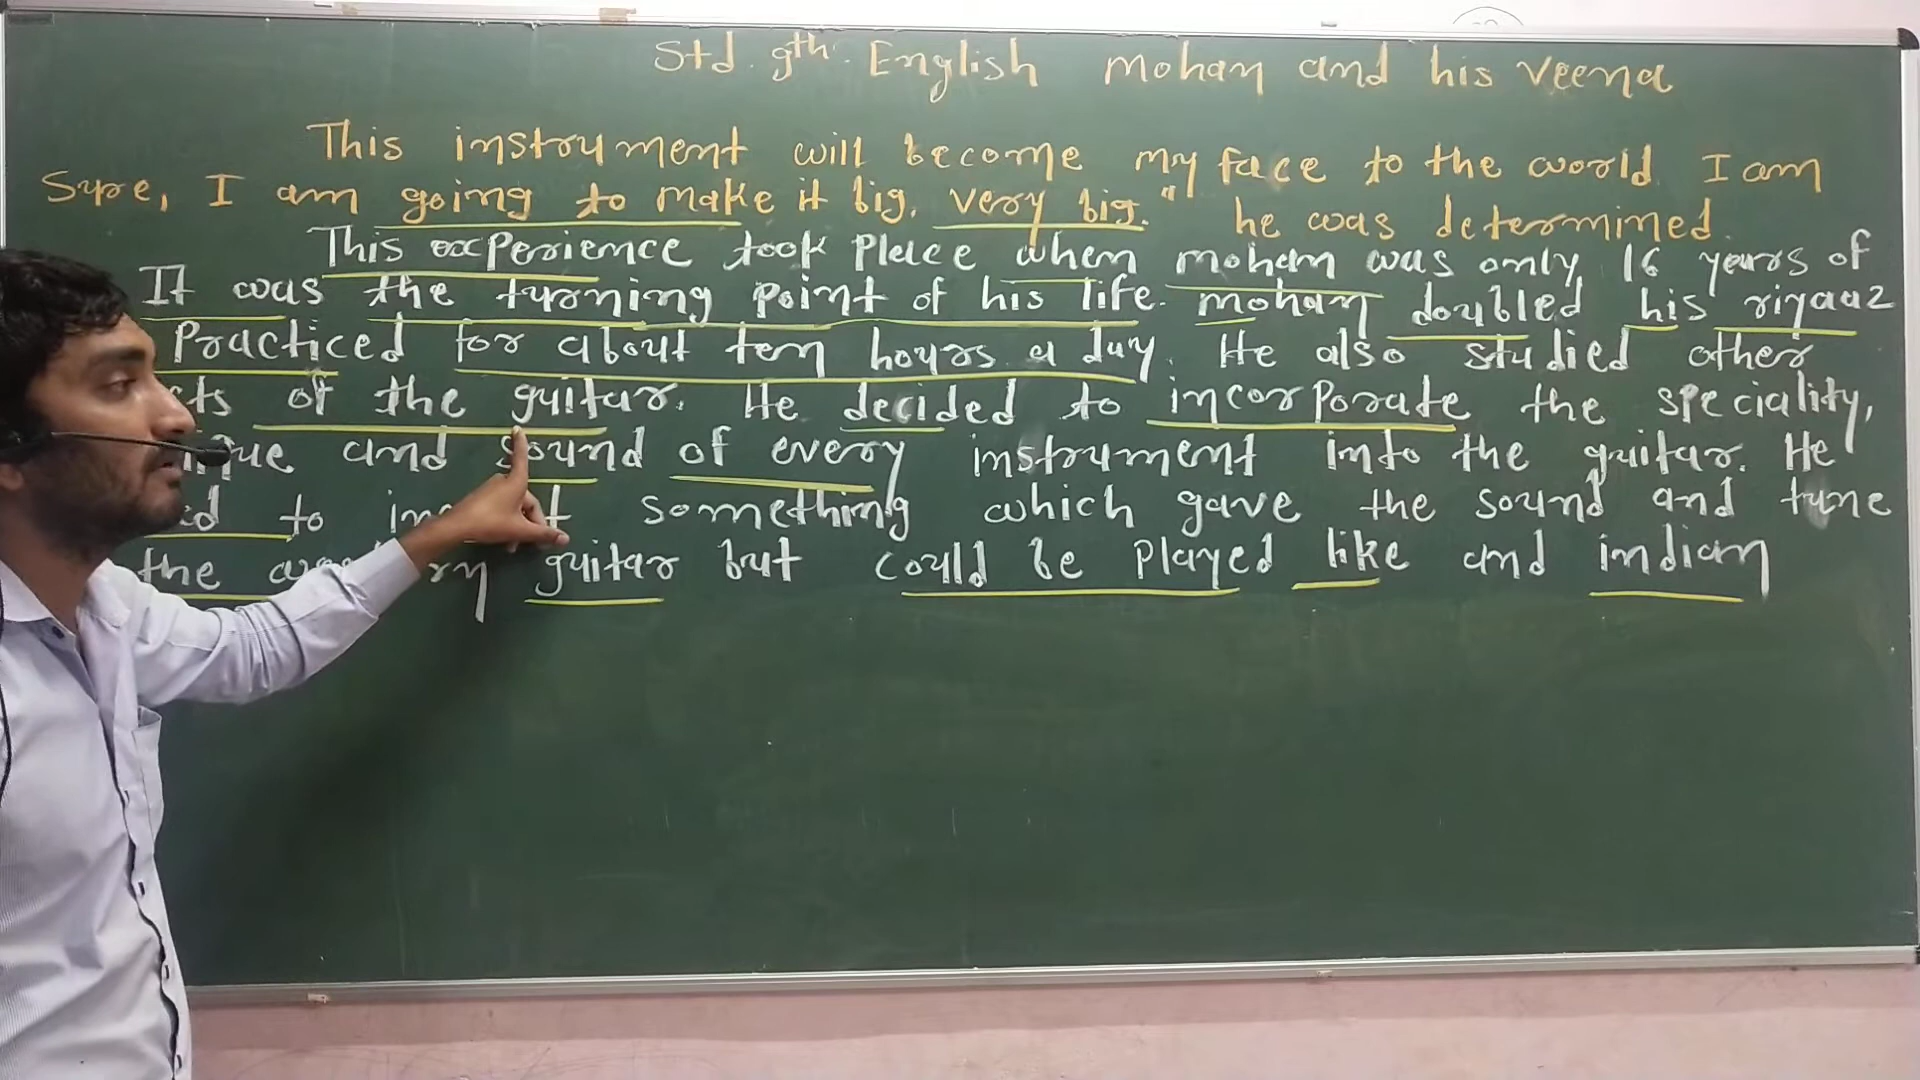 Std. 9th. English Mohan and his Veena
This instrument will become my face to the world I am
Sure, I am going to make it big, very big." he was determined.
This experience took place when mohan was only 16 years of
It was the turning point of his life. mohan doubled his riyaaz
Practiced for about ten hours a day. He also studied other
of the guitar. He decided to incorporate the speciality,
and sound of every instrument into the guitar. He
to something which gave the sound and tune
the guitar but could be played like and indian